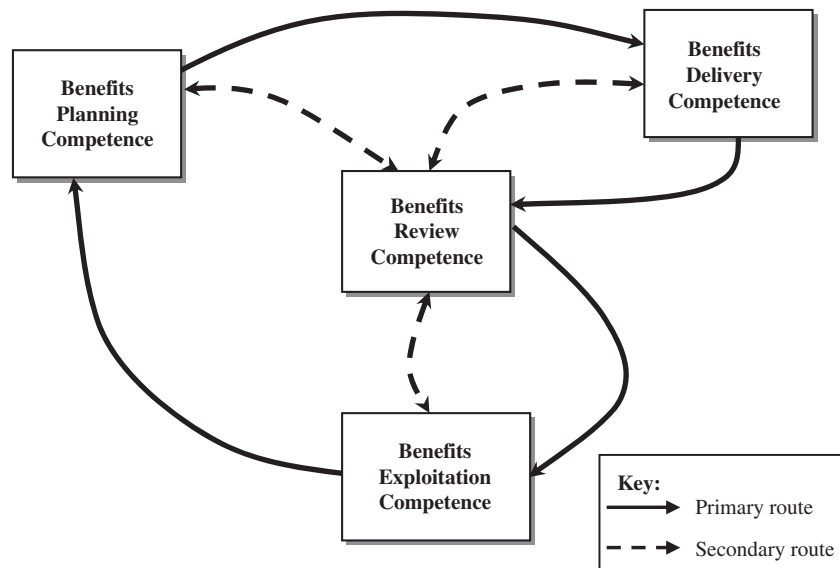 Benefits
Planning
Competence
Benefits
Delivery
Competence
Benefits
Review
Competence
Benefits
Exploitation
Competence
Key:
Primary route
Secondary route